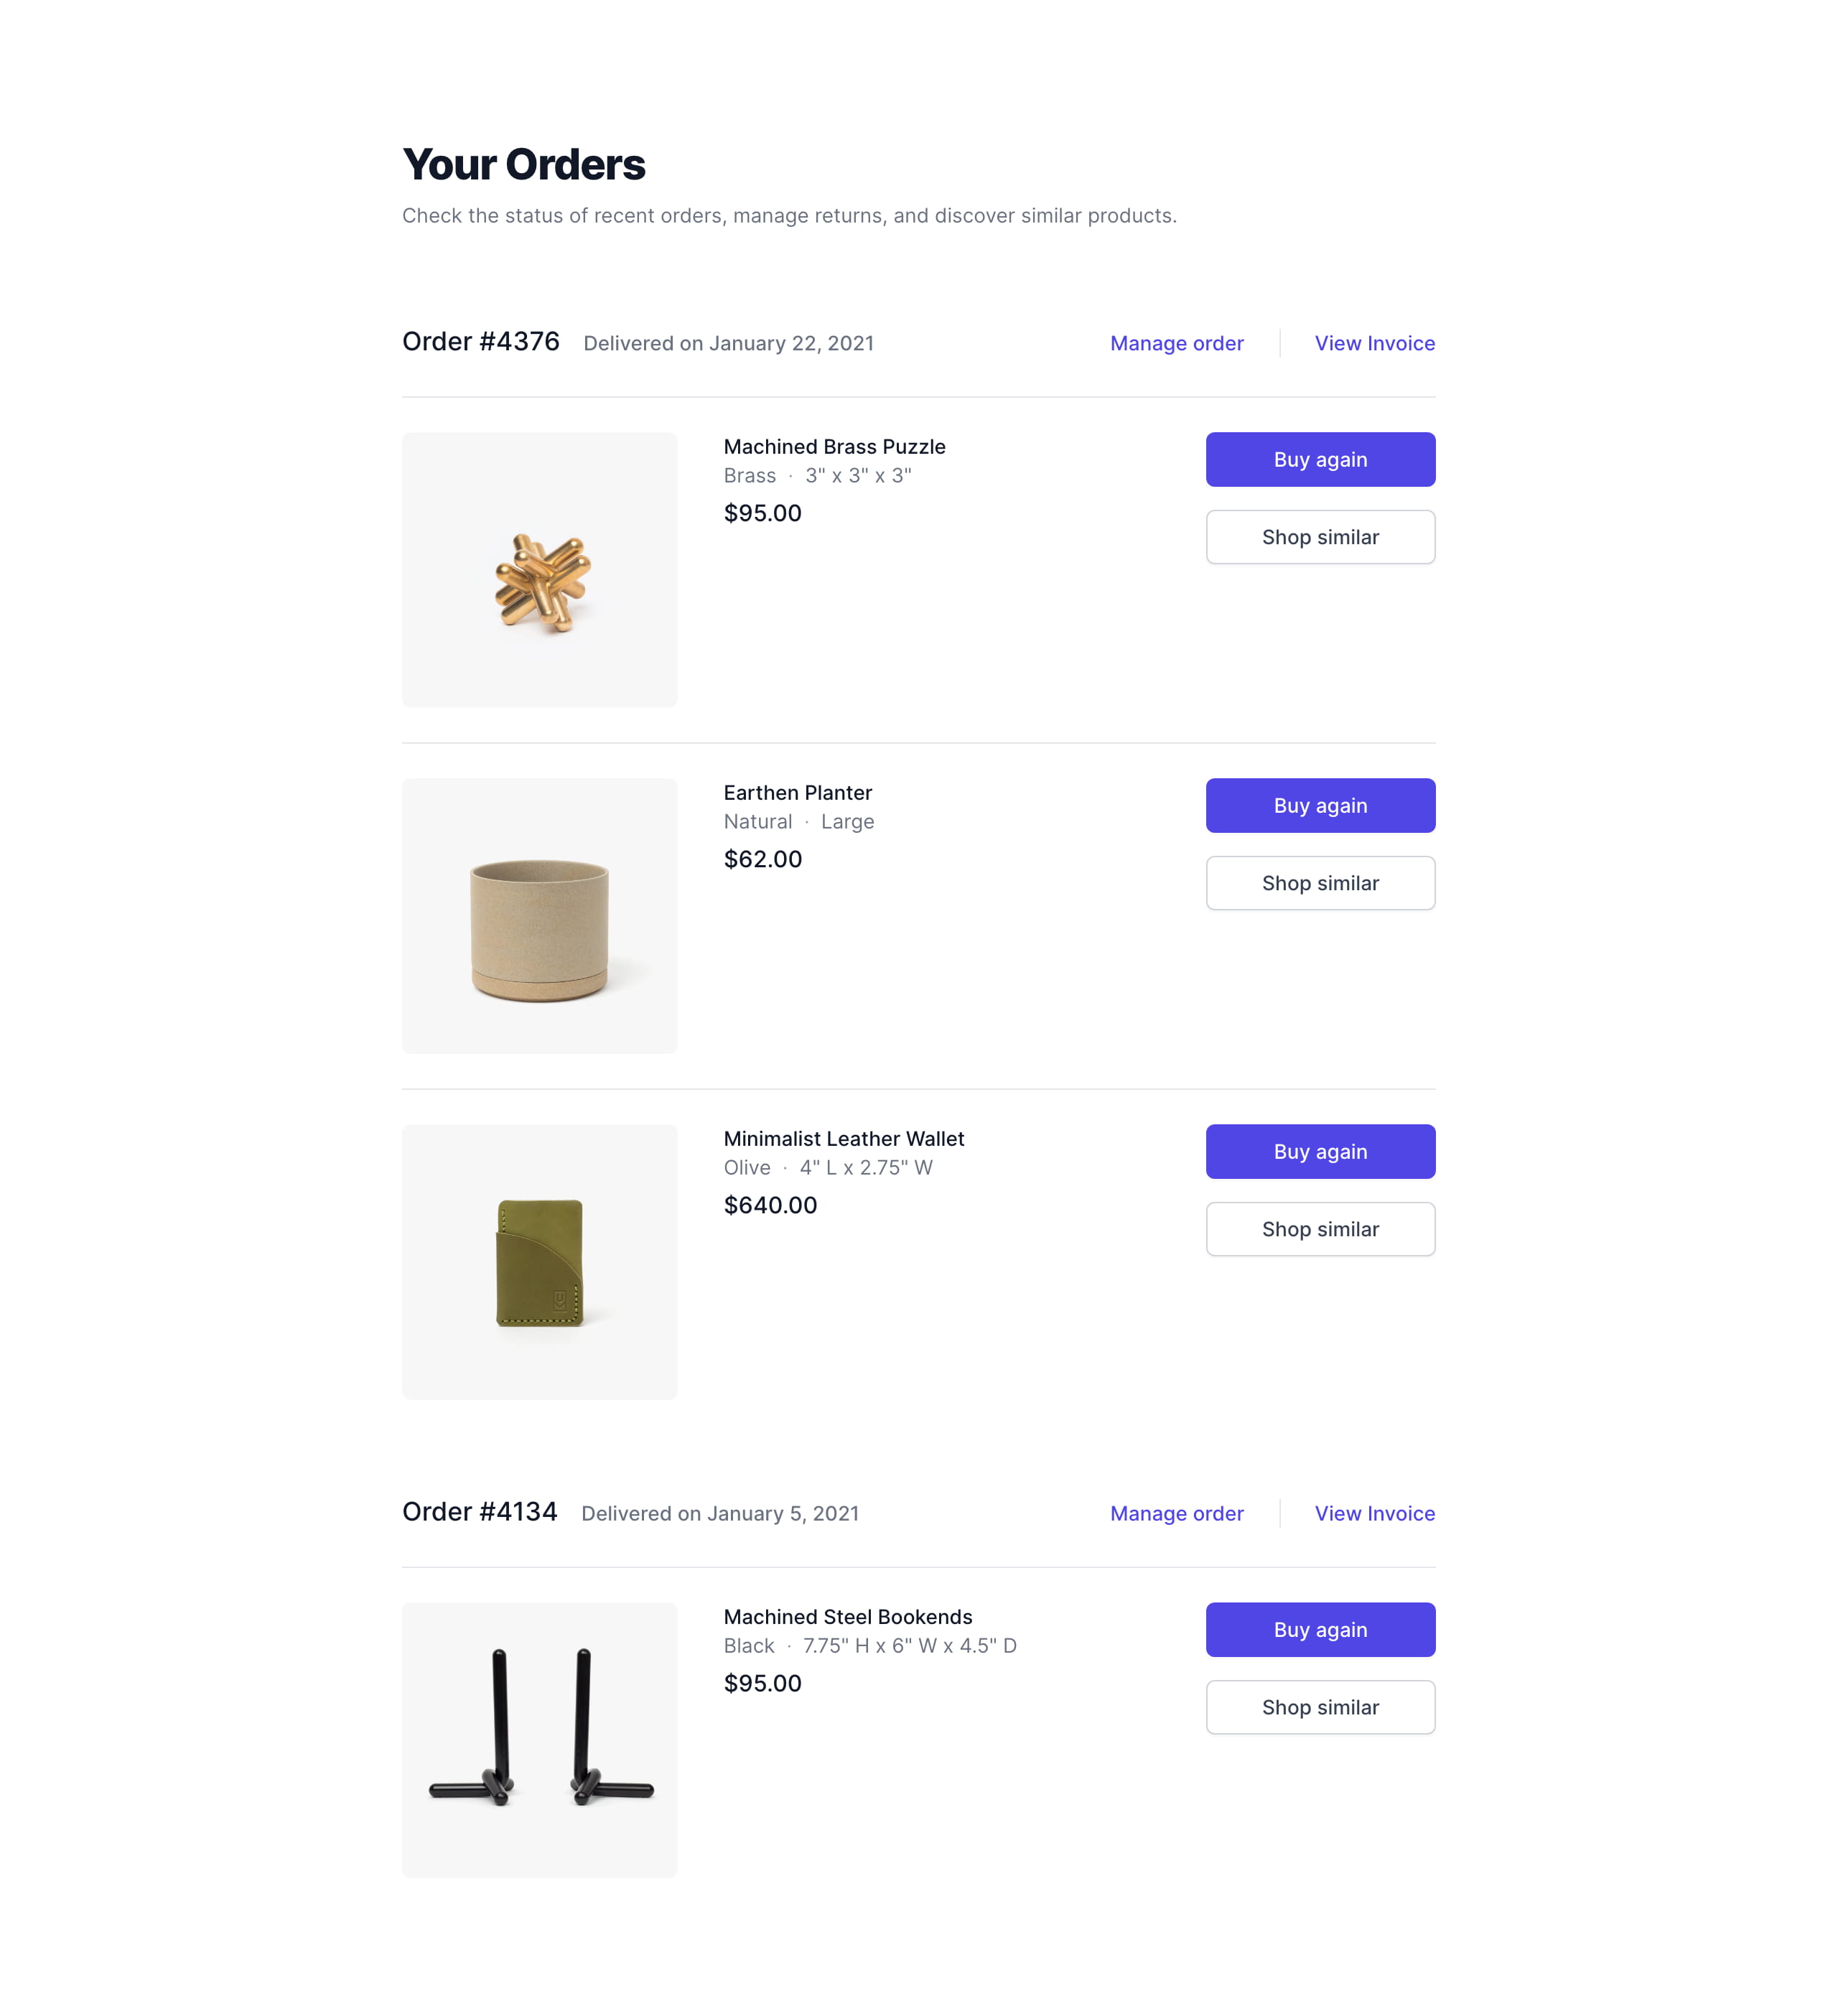 Your Orders
Check the status of recent orders, manage returns, and discover similar products.
Order #4376 Delivered on January 22, 2021 Manage order View Invoice
Machined Brass Puzzle
Brass · 3" x 3" x 3"
$95.00
Buy again
Shop similar
Earthen Planter
Natural · Large
$62.00
Buy again
Shop similar
Minimalist Leather Wallet
Olive · 4" L x 2.75" W
$640.00
Buy again
Shop similar
Order #4134 Delivered on January 5, 2021 Manage order View Invoice
Machined Steel Bookends
Black · 7.75" H x 6" W x 4.5" D
$95.00
Buy again
Shop similar